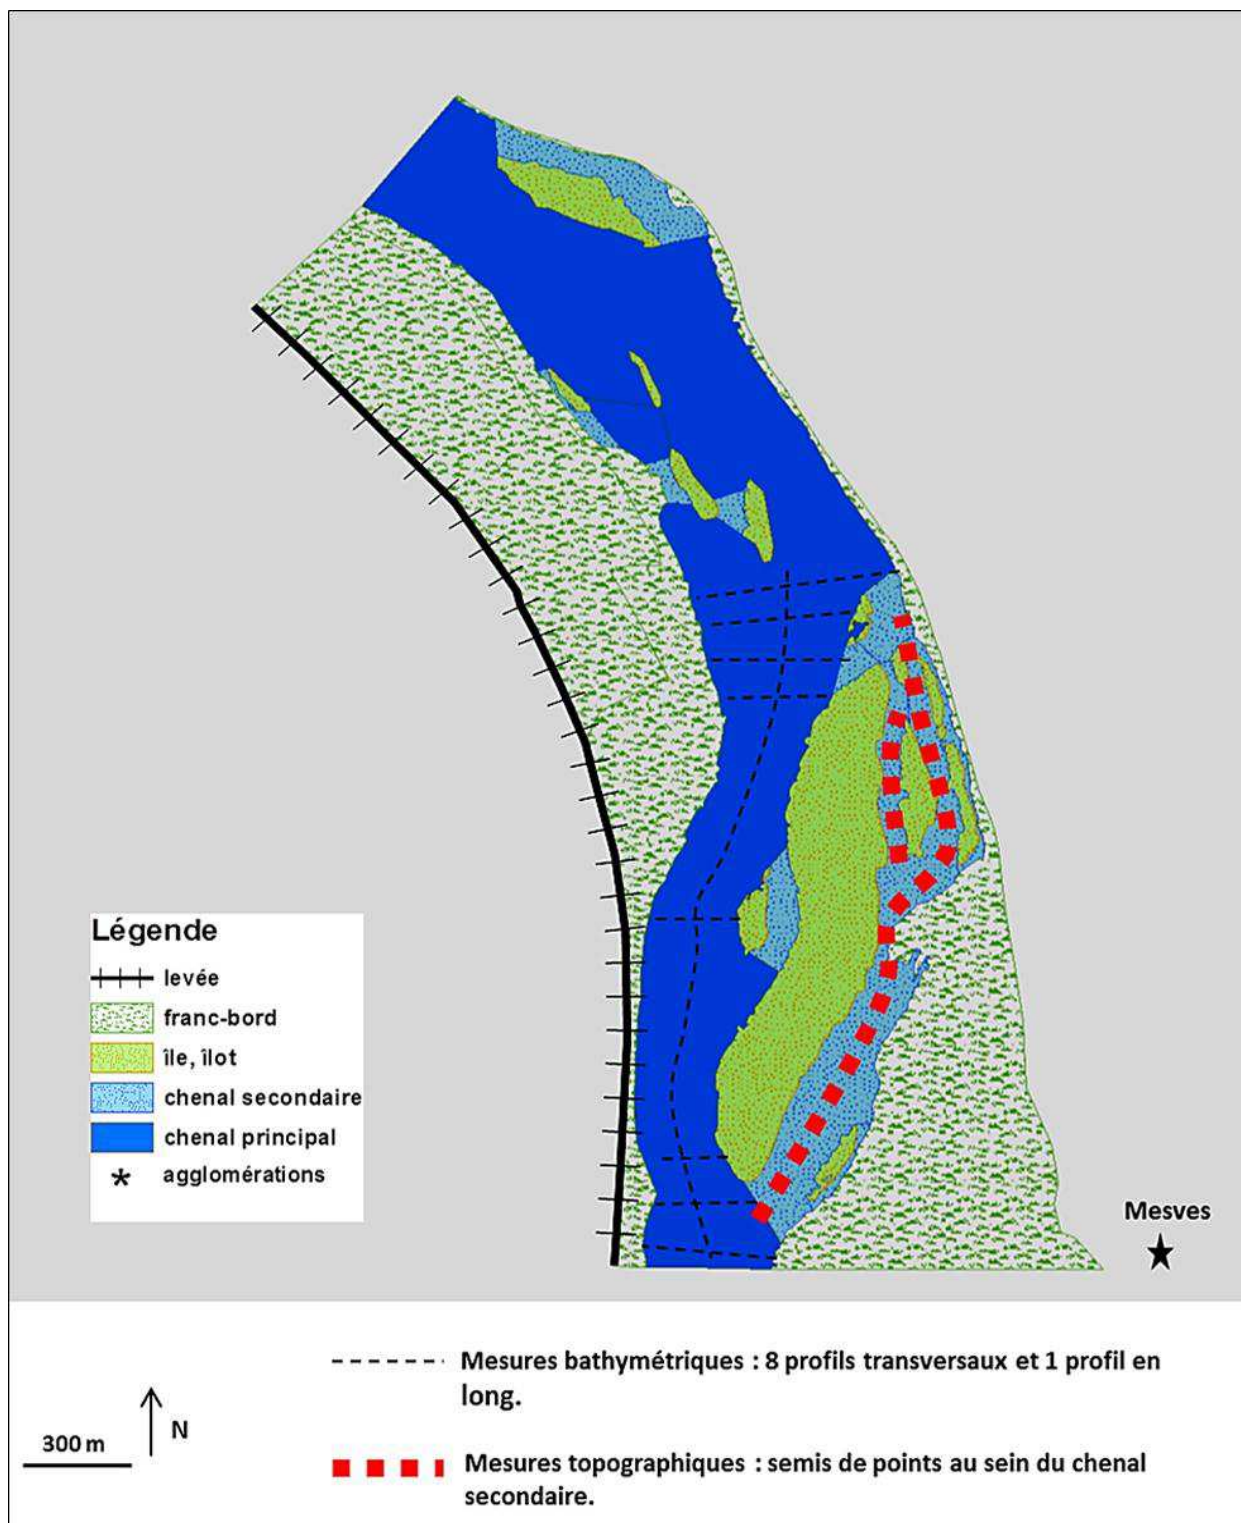 Légende
levée
franc-bord
île, îlot
chenal secondaire
chenal principal
agglomérations
Mesves
Mesures bathymétriques : 8 profils transversaux et 1 profil en
long.
N
300 m
Mesures topographiques : semis de points au sein du chenal
secondaire.